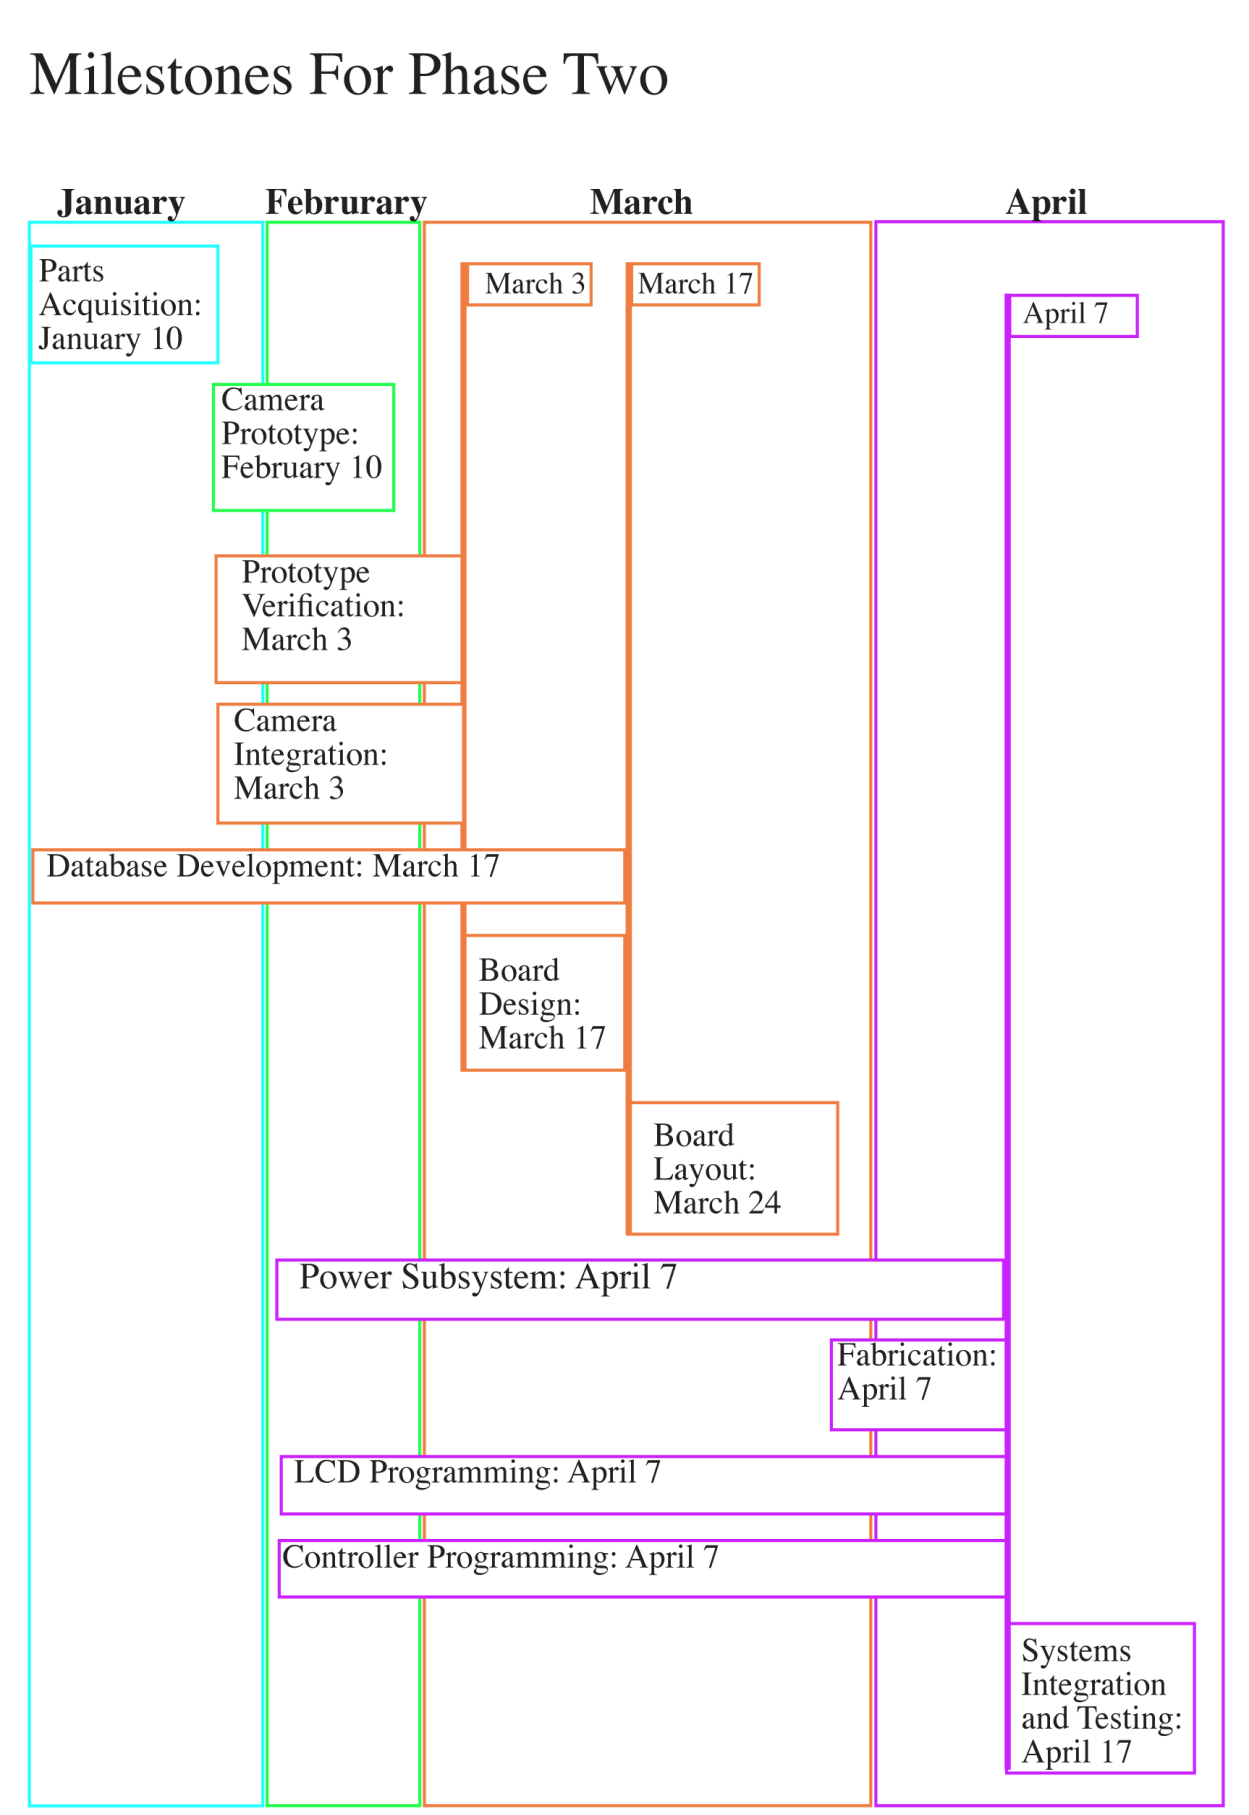 Milestones For Phase Two
January
Februrary
March
April
Parts
Acquisition:
January 10
March 3
March 17
April 7
Camera
Prototype:
February 10
Prototype
Verification:
March 3
Camera
Integration:
March 3
Database Development: March 17
Board
Design:
March 17
Board
Layout:
March 24
Power Subsystem: April 7
Fabrication:
April 7
LCD Programming: April 7
Controller Programming: April 7
Systems
Integration
and Testing:
April 17